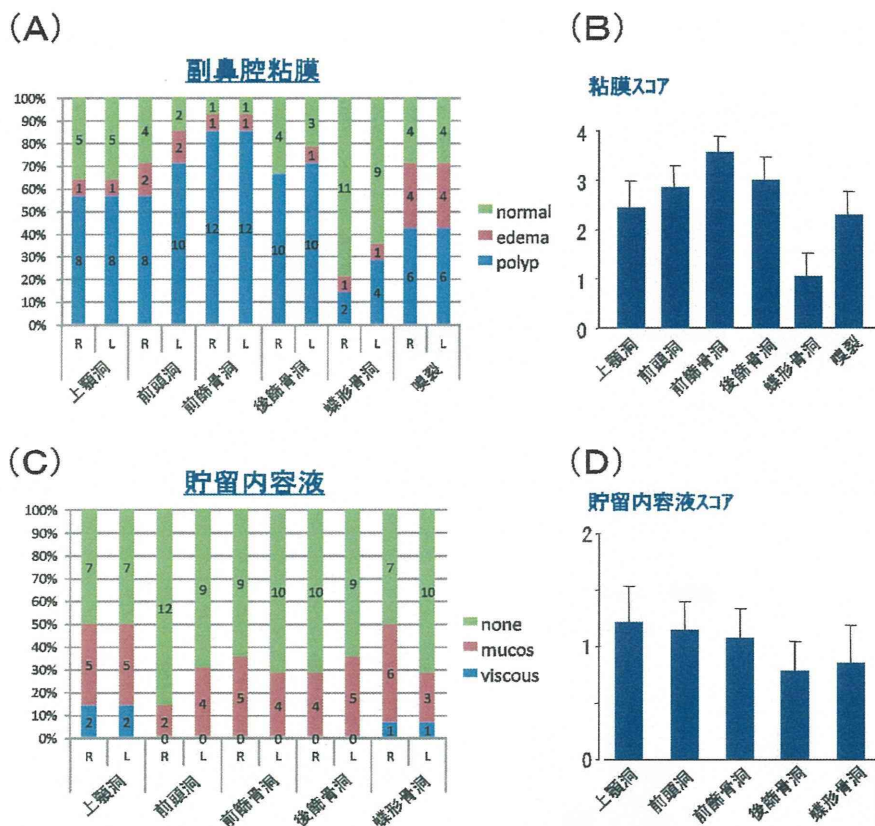 (A)
副鼻腔粘膜
100%
90%
80%
70%
60%
50%
40%
30%
20%
10%
0%
5 5 4 2 1 1 4 3 11 9 4 4
1 1 2 2 1 1 1 1 1 4 4
8 8 8 10 12 12 10 10 2 4 6 6
normal
edema
polyp
R L R L R L R L R L R L
上顎洞 前頭洞 前篩骨洞 後篩骨洞 蝶形骨洞 嗅裂
(B)
粘膜スコア
4
3
2
1
0
上顎洞 前頭洞 前篩骨洞 後篩骨洞 蝶形骨洞 嗅裂
(C)
貯留内容液
100%
90%
80%
70%
60%
50%
40%
30%
20%
10%
0%
7 7 12 9 9 10 10 9 7 10
5 5 2 4 5 4 4 5 6 3
2 2 0 0 0 0 0 0 1 1
none
mucos
viscous
R L R L R L R L R L
上顎洞 前頭洞 前篩骨洞 後篩骨洞 蝶形骨洞
(D)
貯留内容液スコア
2
1
0
上顎洞 前頭洞 前篩骨洞 後篩骨洞 蝶形骨洞